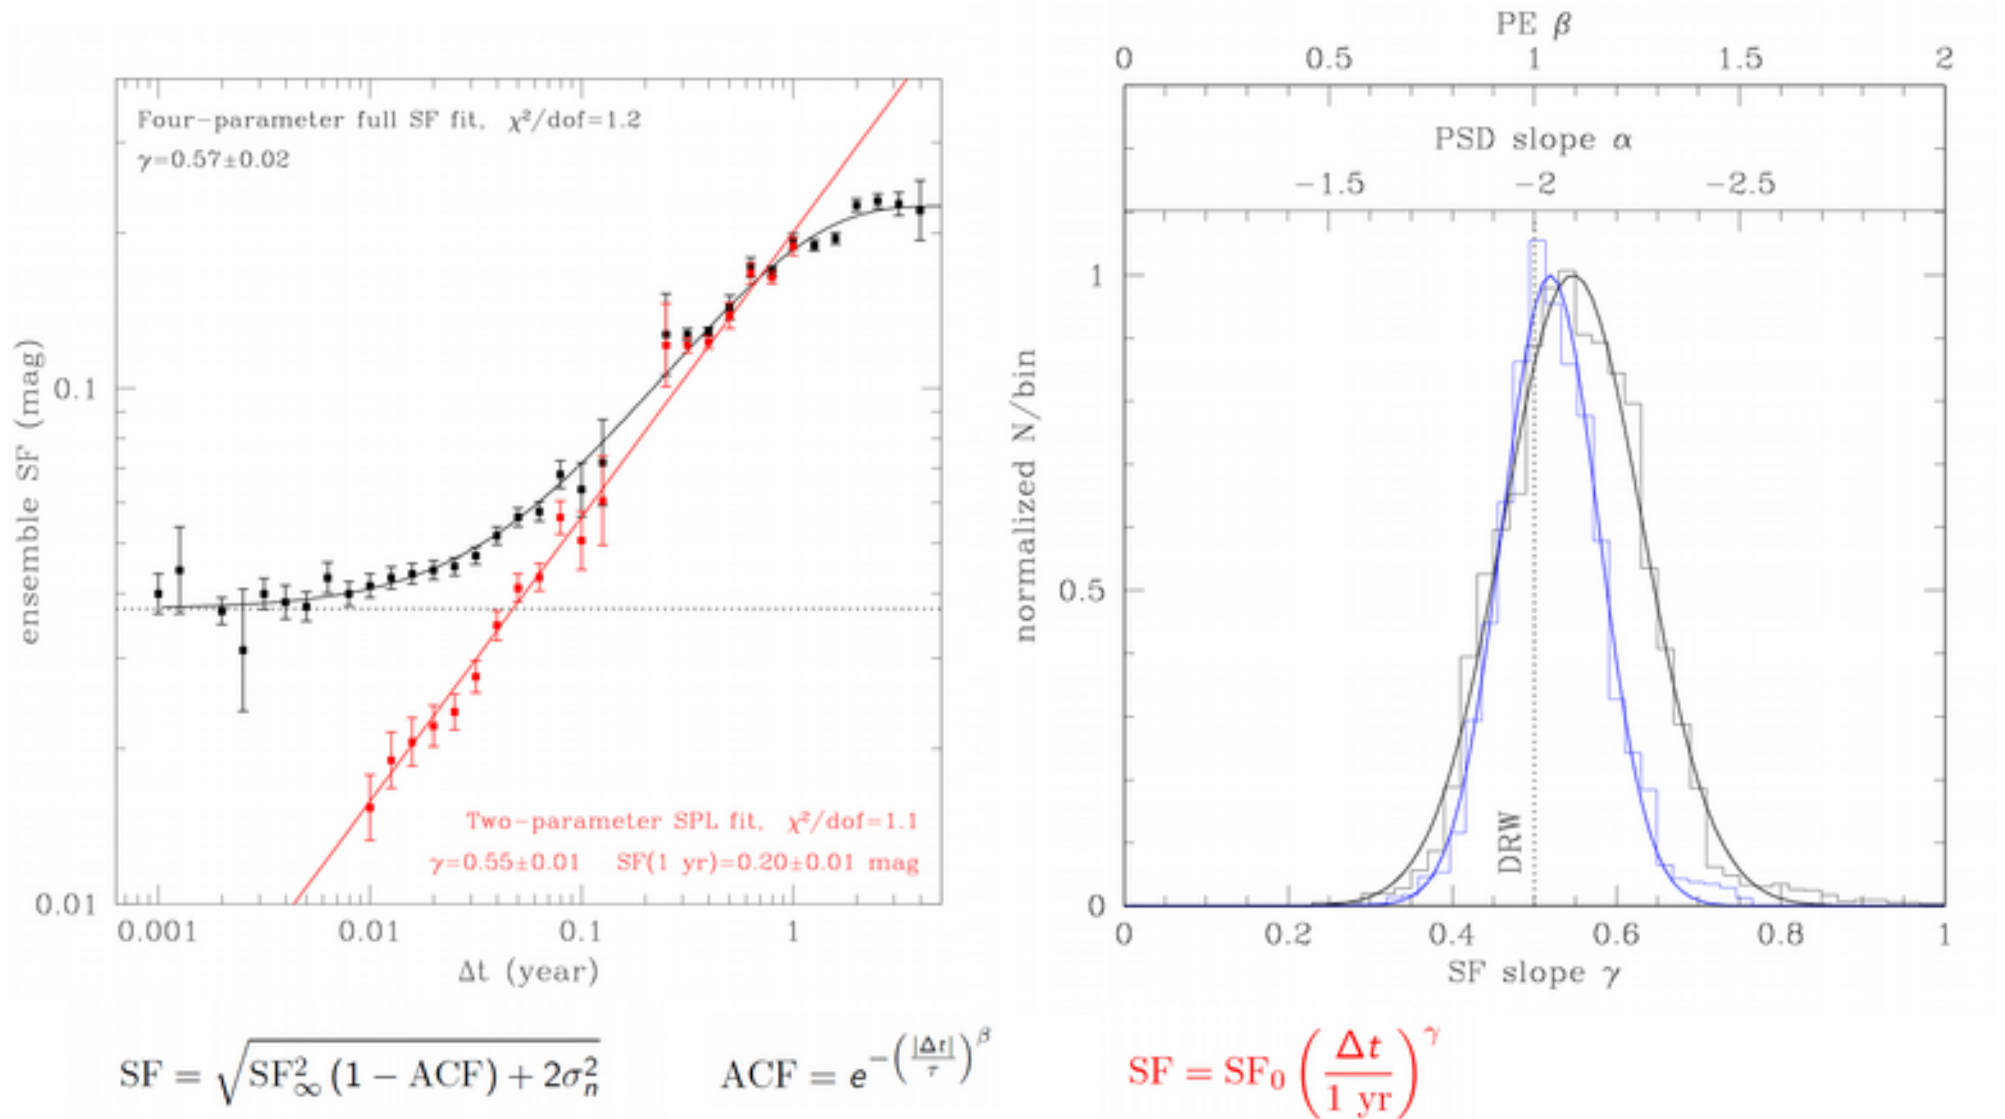 Four-parameter full SF fit, χ²/dof=1.2
γ=0.57±0.02
ensemble SF (mag)
0.1
0.01
Two-parameter SPL fit, χ²/dof=1.1
γ=0.55±0.01 SF(1 yr)=0.20±0.01 mag
0.001 0.01 0.1 1
Δt (year)
PE β
0 0.5 1 1.5 2
PSD slope α
−1.5 −2 −2.5
normalized N/bin
1
0.5
0
DRW
0 0.2 0.4 0.6 0.8 1
SF slope γ
SF = √(SF²∞ (1 − ACF) + 2σ²ₙ)
ACF = e^−(|Δt|/τ)^β
SF = SF₀ (Δt/1 yr)^γ